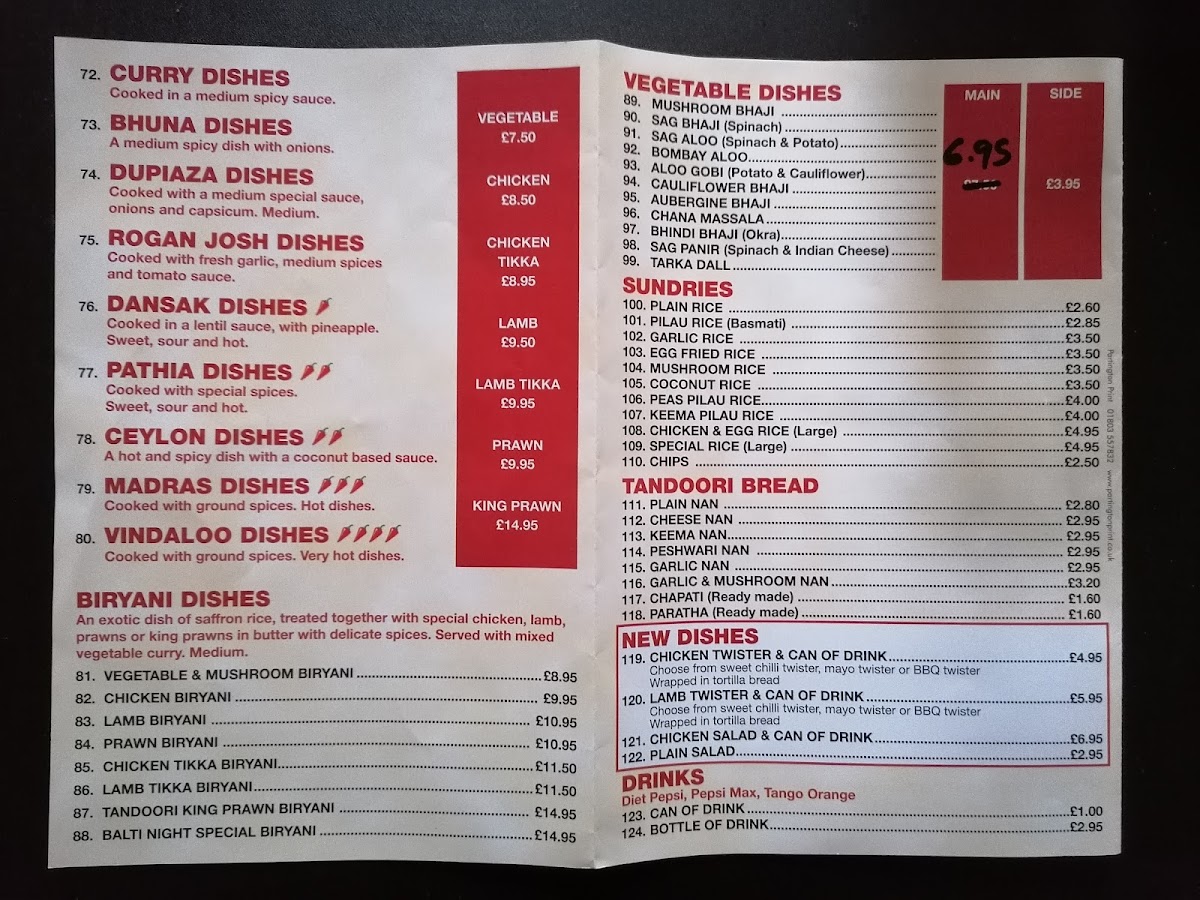 72. CURRY DISHES
Cooked in a medium spicy sauce.
73. BHUNA DISHES
A medium spicy dish with onions.
74. DUPIAZA DISHES
Cooked with a medium special sauce,
onions and capsicum. Medium.
75. ROGAN JOSH DISHES
Cooked with fresh garlic, medium spices
and tomato sauce.
76. DANSAK DISHES
Cooked in a lentil sauce, with pineapple.
Sweet, sour and hot.
77. PATHIA DISHES
Cooked with special spices.
Sweet, sour and hot.
78. CEYLON DISHES
A hot and spicy dish with a coconut based sauce.
79. MADRAS DISHES
Cooked with ground spices. Hot dishes.
80. VINDALOO DISHES
Cooked with ground spices. Very hot dishes.
VEGETABLE
£7.50
CHICKEN
£8.50
CHICKEN
TIKKA
£8.95
LAMB
£9.50
LAMB TIKKA
£9.95
PRAWN
£9.95
KING PRAWN
£14.95
BIRYANI DISHES
An exotic dish of saffron rice, treated together with special chicken, lamb,
prawns or king prawns in butter with delicate spices. Served with mixed
vegetable curry. Medium.
81. VEGETABLE & MUSHROOM BIRYANI £8.95
82. CHICKEN BIRYANI £9.95
83. LAMB BIRYANI £10.95
84. PRAWN BIRYANI £10.95
85. CHICKEN TIKKA BIRYANI £11.50
86. LAMB TIKKA BIRYANI £11.50
87. TANDOORI KING PRAWN BIRYANI £14.95
88. BALTI NIGHT SPECIAL BIRYANI £14.95
VEGETABLE DISHES
89. MUSHROOM BHAJI
90. SAG BHAJI (Spinach)
91. SAG ALOO (Spinach & Potato)
92. BOMBAY ALOO
93. ALOO GOBI (Potato & Cauliflower)
94. CAULIFLOWER BHAJI
95. AUBERGINE BHAJI
96. CHANA MASSALA
97. BHINDI BHAJI (Okra)
98. SAG PANIR (Spinach & Indian Cheese)
99. TARKA DALL
MAIN
6.95
SIDE
£3.95
SUNDRIES
100. PLAIN RICE £2.60
101. PILAU RICE (Basmati) £2.85
102. GARLIC RICE £3.50
103. EGG FRIED RICE £3.50
104. MUSHROOM RICE £3.50
105. COCONUT RICE £3.50
106. PEAS PILAU RICE £4.00
107. KEEMA PILAU RICE £4.00
108. CHICKEN & EGG RICE (Large) £4.95
109. SPECIAL RICE (Large) £4.95
110. CHIPS £2.50
TANDOORI BREAD
111. PLAIN NAN £2.80
112. CHEESE NAN £2.95
113. KEEMA NAN £2.95
114. PESHWARI NAN £2.95
115. GARLIC NAN £2.95
116. GARLIC & MUSHROOM NAN £3.20
117. CHAPATI (Ready made) £1.60
118. PARATHA (Ready made) £1.60
NEW DISHES
119. CHICKEN TWISTER & CAN OF DRINK £4.95
Choose from sweet chilli twister, mayo twister or BBQ twister
Wrapped in tortilla bread
120. LAMB TWISTER & CAN OF DRINK £5.95
Choose from sweet chilli twister, mayo twister or BBQ twister
Wrapped in tortilla bread
121. CHICKEN SALAD & CAN OF DRINK £6.95
122. PLAIN SALAD £2.95
DRINKS
Diet Pepsi, Pepsi Max, Tango Orange
123. CAN OF DRINK £1.00
124. BOTTLE OF DRINK £2.95
Print 01803 557832